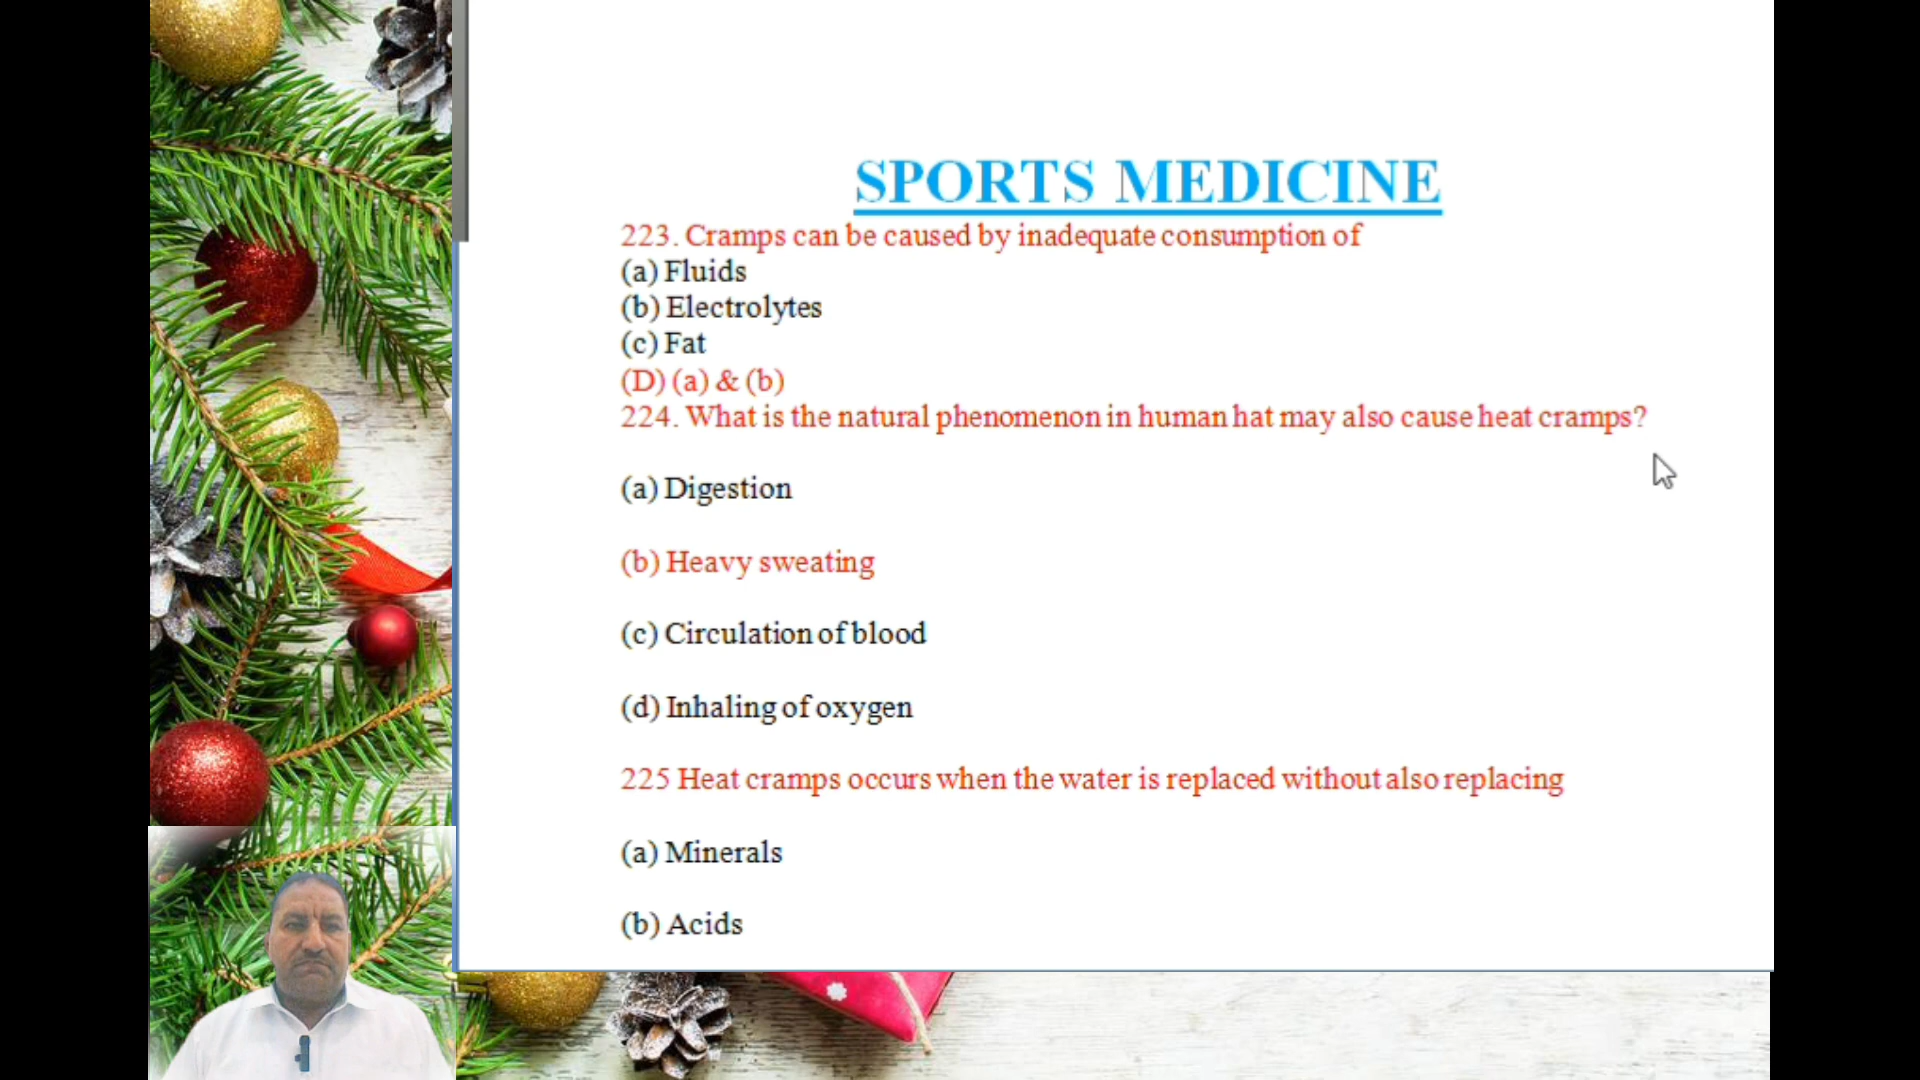 SPORTS MEDICINE
223. Cramps can be caused by inadequate consumption of
(a) Fluids
(b) Electrolytes
(c) Fat
(D) (a) & (b)
224. What is the natural phenomenon in human hat may also cause heat cramps?
(a) Digestion
(b) Heavy sweating
(c) Circulation of blood
(d) Inhaling of oxygen
225 Heat cramps occurs when the water is replaced without also replacing
(a) Minerals
(b) Acids